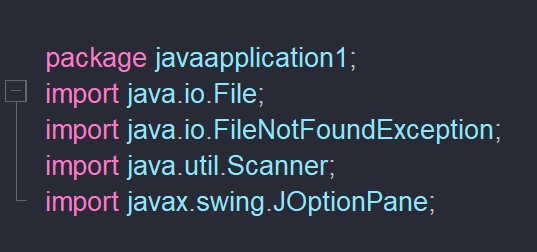 package javaapplication1;
import java.io.File;
import java.io.FileNotFoundException;
import java.util.Scanner;
import javax.swing.JOptionPane;